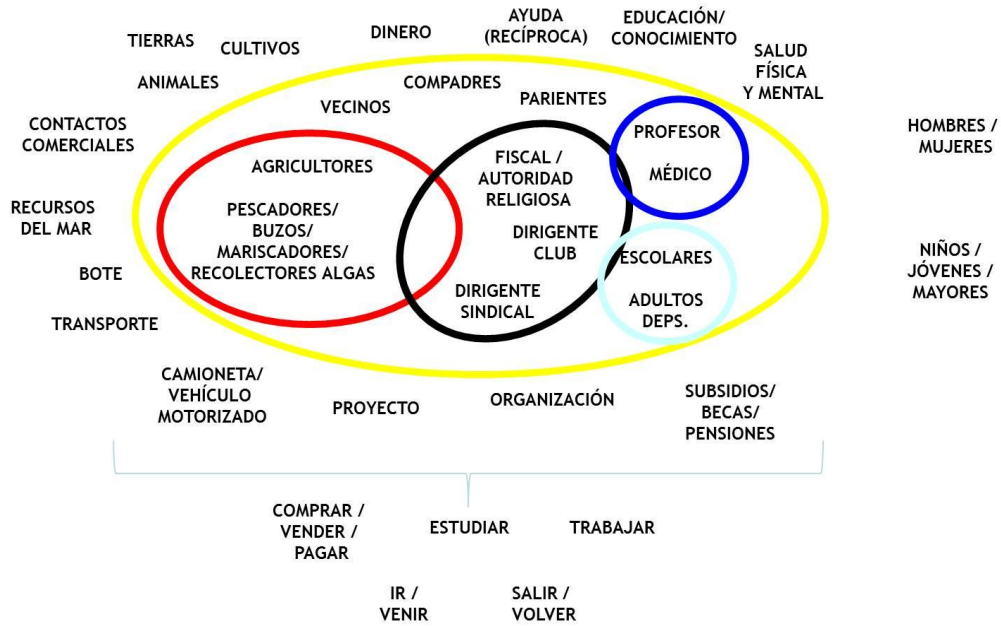 TIERRAS
CULTIVOS
DINERO
AYUDA
(RECÍPROCA)
EDUCACIÓN/
CONOCIMIENTO
SALUD
FÍSICA
Y MENTAL
ANIMALES
COMPADRES
VECINOS
PARIENTES
CONTACTOS
COMERCIALES
PROFESOR
MÉDICO
HOMBRES /
MUJERES
AGRICULTORES
FISCAL /
AUTORIDAD
RELIGIOSA
RECURSOS
DEL MAR
PESCADORES/
BUZOS/
MARISCADORES/
RECOLECTORES ALGAS
DIRIGENTE
CLUB
ESCOLARES
NIÑOS /
JÓVENES /
MAYORES
BOTE
DIRIGENTE
SINDICAL
ADULTOS
DEPS.
TRANSPORTE
CAMIONETA/
VEHÍCULO
MOTORIZADO
PROYECTO
ORGANIZACIÓN
SUBSIDIOS/
BECAS/
PENSIONES
COMPRAR /
VENDER /
PAGAR
ESTUDIAR
TRABAJAR
IR /
VENIR
SALIR /
VOLVER